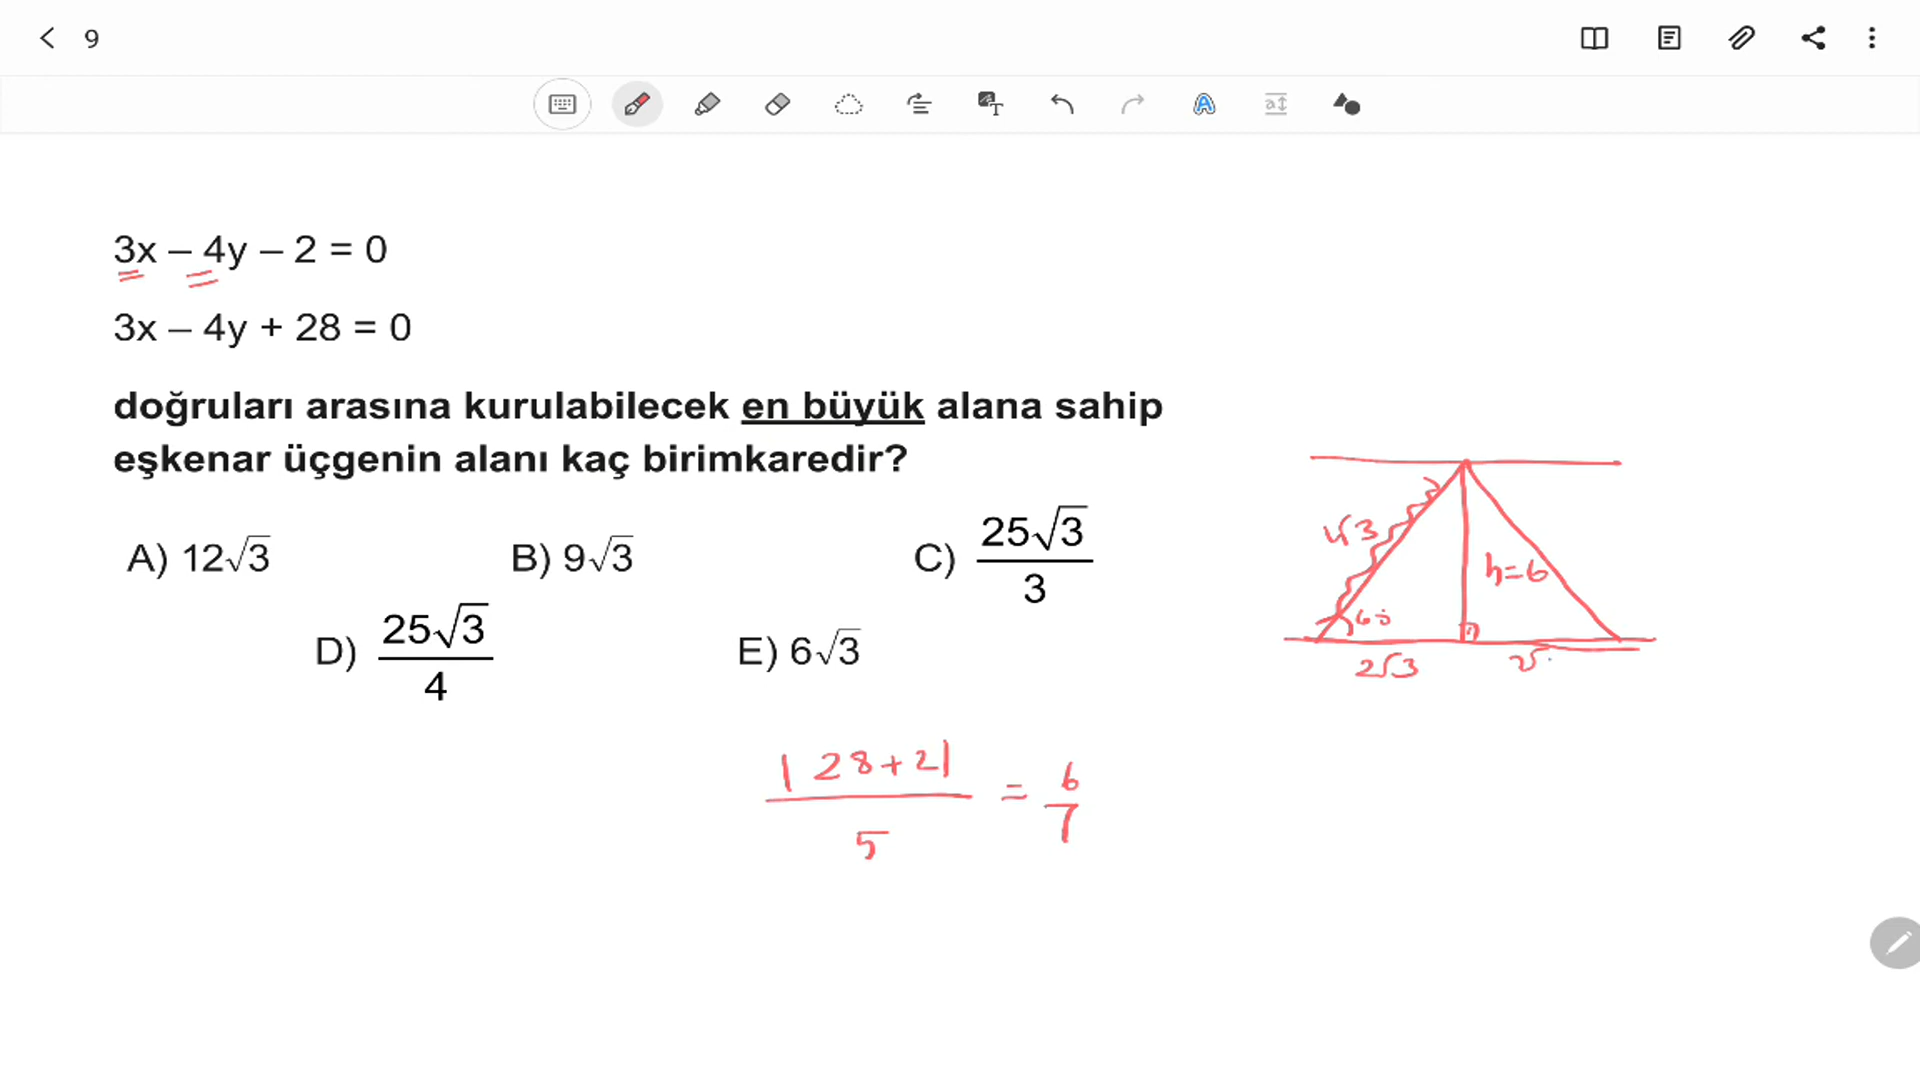 9
3x – 4y – 2 = 0
3x – 4y + 28 = 0
doğruları arasına kurulabilecek en büyük alana sahip
eşkenar üçgenin alanı kaç birimkaredir?
A) 12√3 B) 9√3 C) 25√3/3
D) 25√3/4 E) 6√3
4√3
h=6
60
2√3
|28+2|/5 = 6